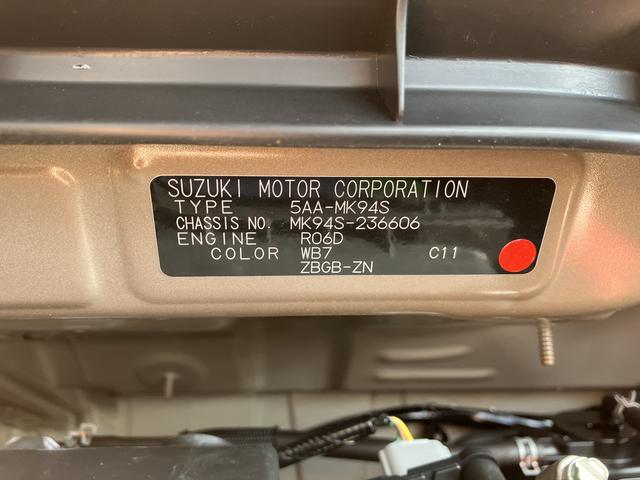 SUZUKI MOTOR CORPORATION
TYPE 5AA-MK94S
CHASSIS NO. MK94S-236606
ENGINE R06D
COLOR WB7 C11
ZBGB-ZN